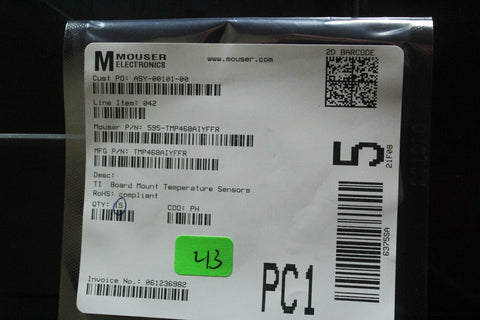 MOUSER
ELECTRONICS
www.mouser.com
2D BARCODE
Cust PO: ASY-00101-00
Line Item: 042
Mouser P/N: 595-TMP468AIYFFR
MFG P/N: TMP468AIYFFR
Desc:
TI Board Mount Temperature Sensors
RoHS: compliant
QTY: 15
COO: PH
43
Invoice No.: 061236982
PC1
5
21F08
63755A